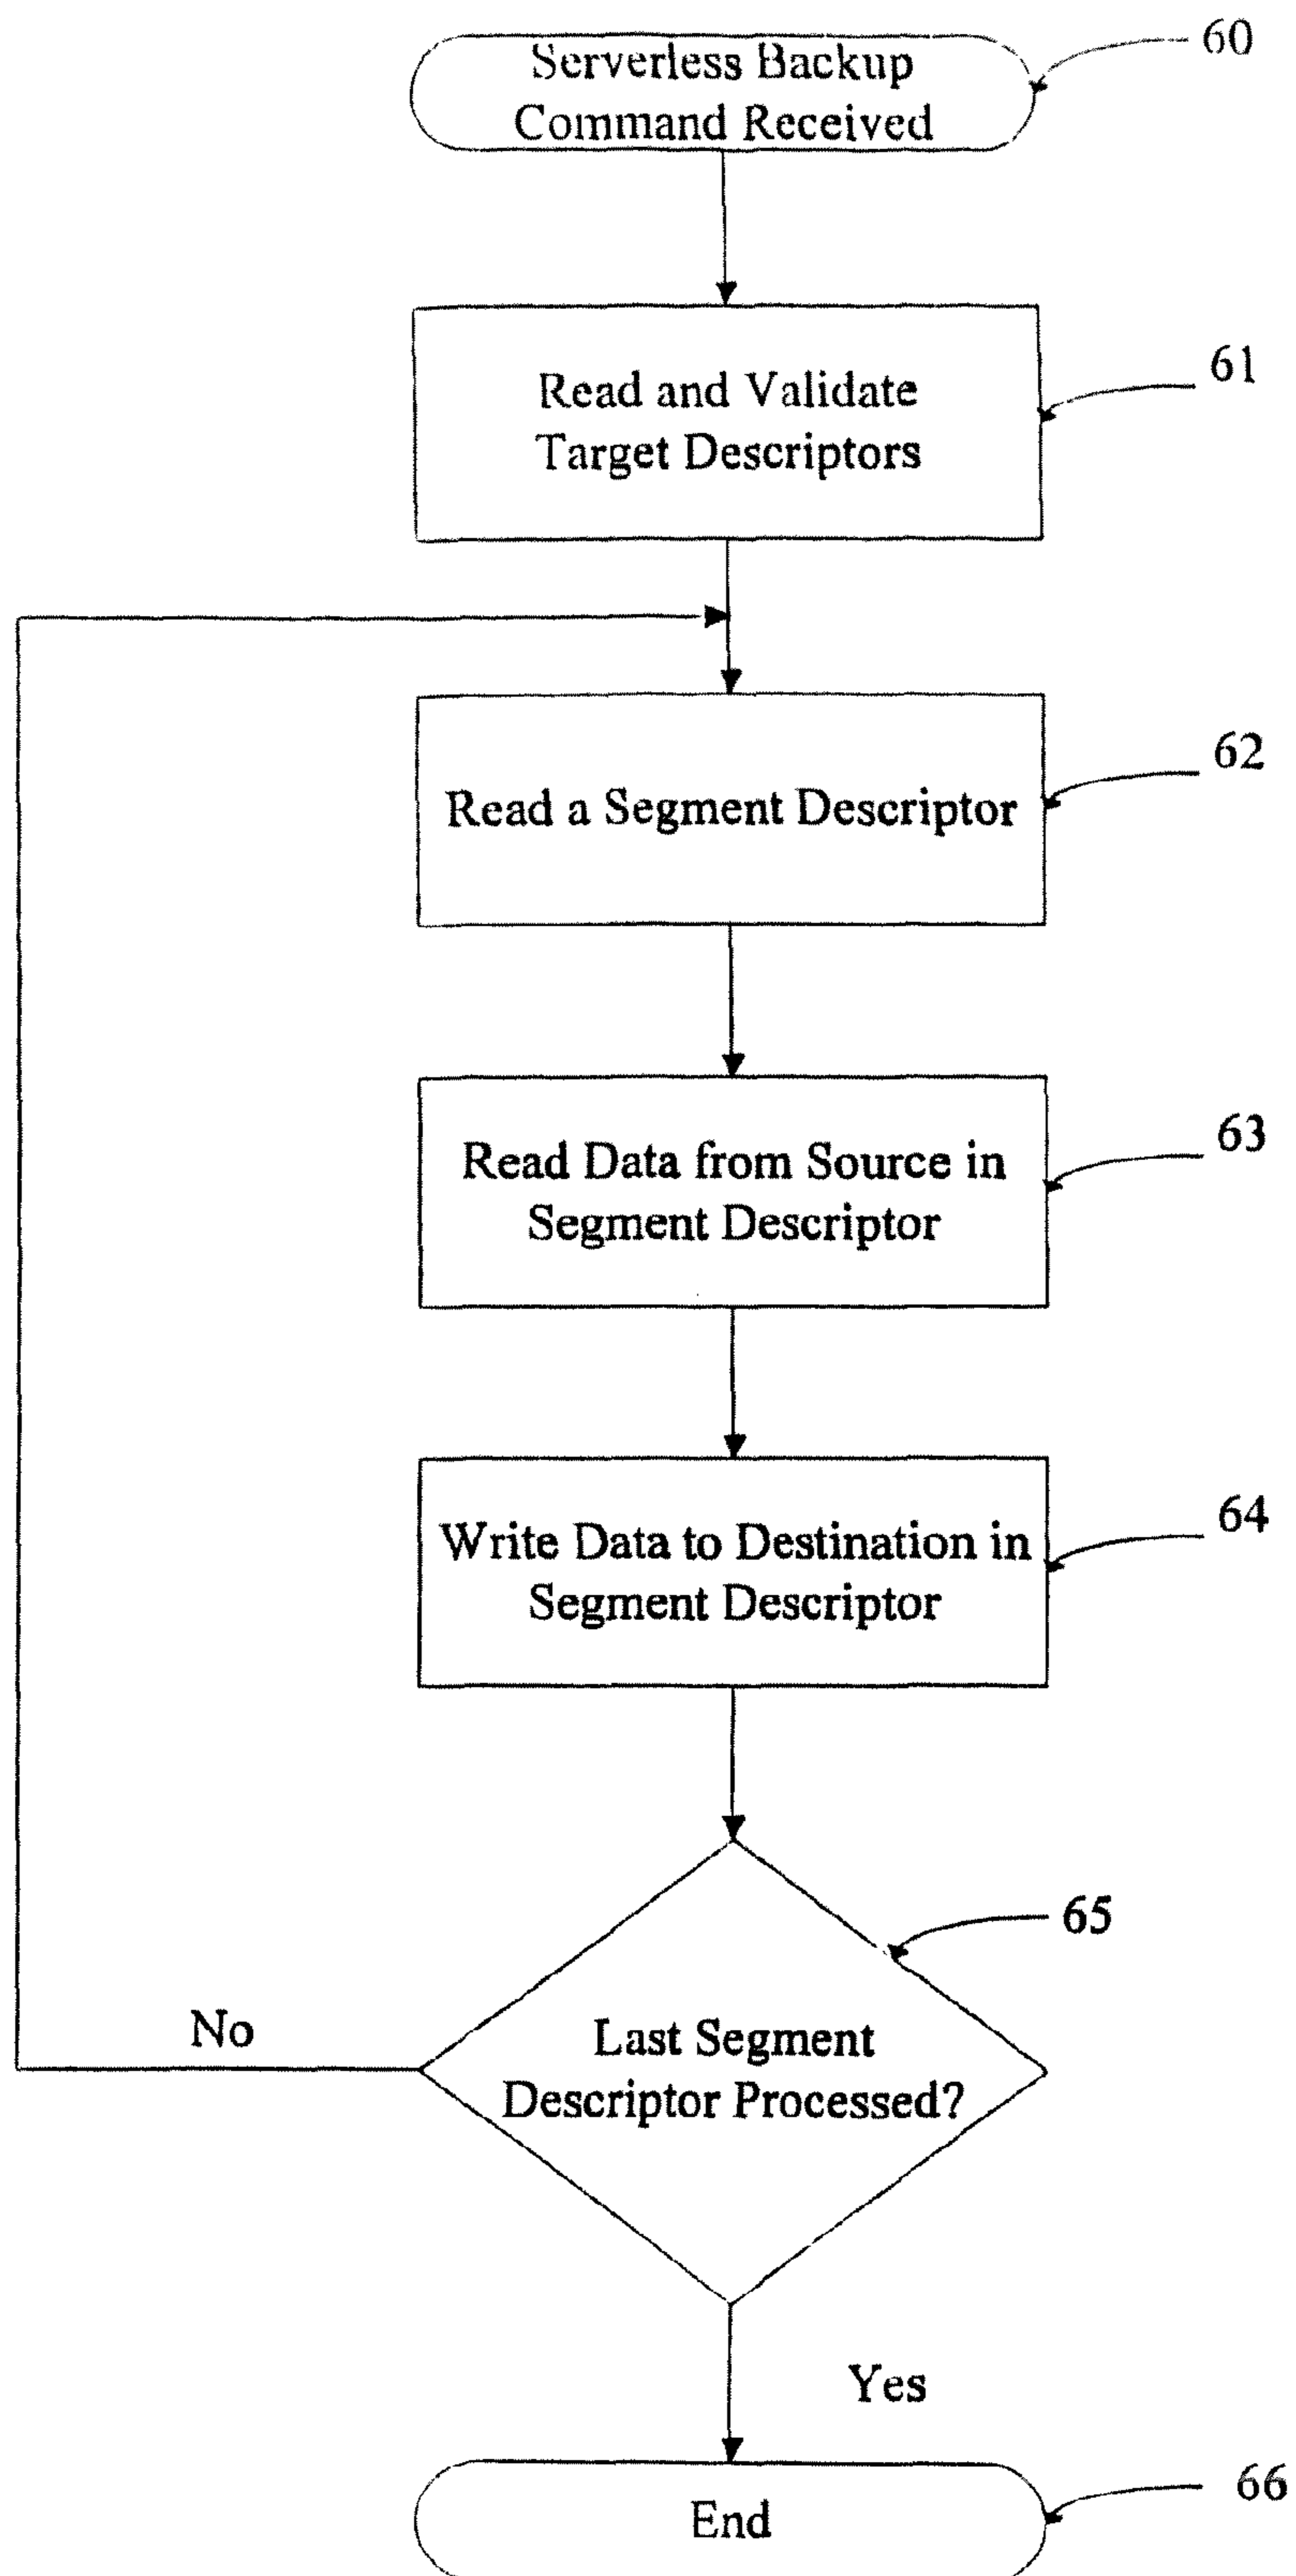 Serverless Backup
Command Received
60
Read and Validate
Target Descriptors
61
Read a Segment Descriptor
62
Read Data from Source in
Segment Descriptor
63
Write Data to Destination in
Segment Descriptor
64
65
No
Last Segment
Descriptor Processed?
Yes
End
66